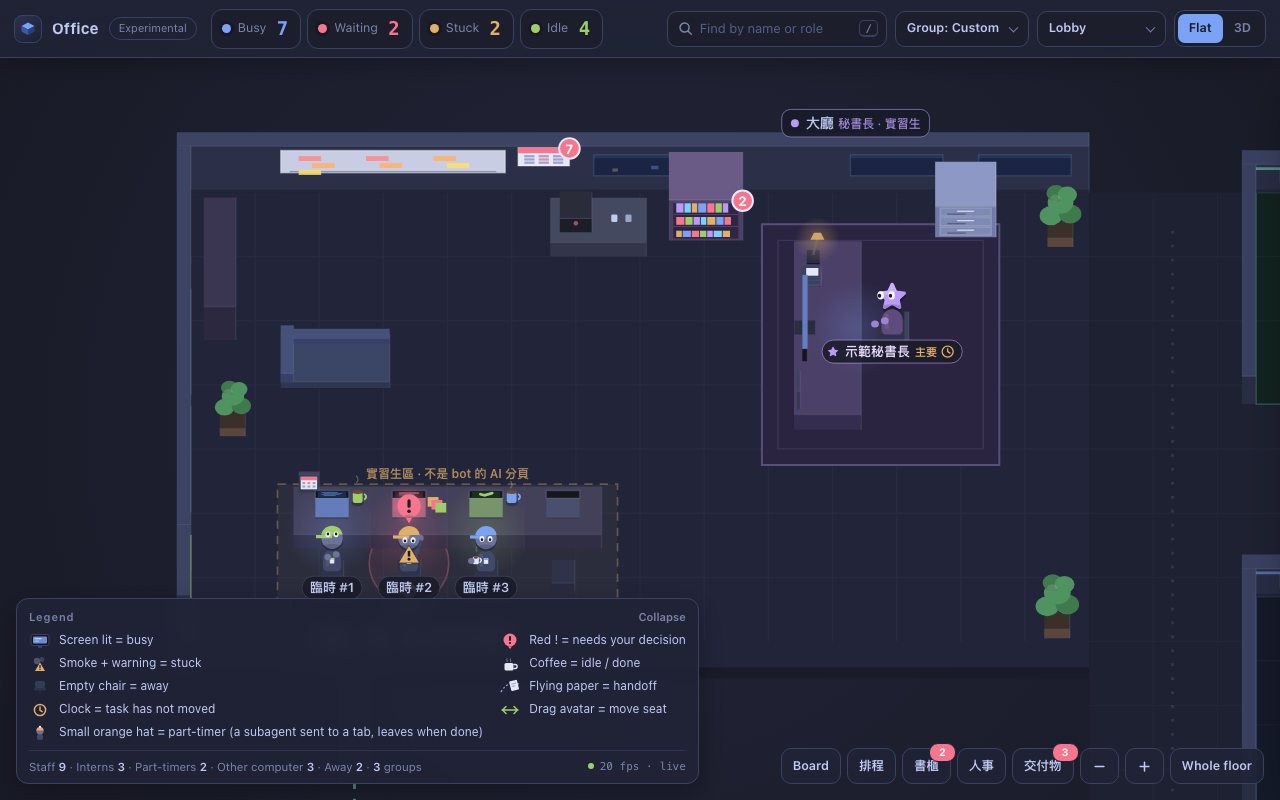 Office Experimental Busy 7 Waiting 2 Stuck 2 Idle 4 Find by name or role / Group: Custom Lobby Flat 3D
大廳 秘書長 · 實習生
7
2
示範秘書長 主要
實習生區 · 不是 bot 的 AI 分頁
臨時 #1 臨時 #2 臨時 #3
Legend Collapse
Screen lit = busy Red ! = needs your decision
Smoke + warning = stuck Coffee = idle / done
Empty chair = away Flying paper = handoff
Clock = task has not moved Drag avatar = move seat
Small orange hat = part-timer (a subagent sent to a tab, leaves when done)
Staff 9 · Interns 3 · Part-timers 2 · Other computer 3 · Away 2 · 3 groups 20 fps · live
Board 排程 書櫃 2 人事 交付物 3 − + Whole floor